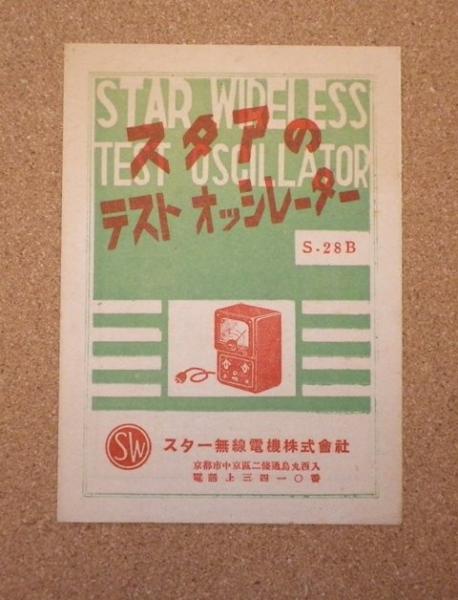 STAR WIDELESS
スタアの
TEST OSCILLATOR
テスト オッシレーター
S-28B
SW
スター無線電機株式會社
京都市中京區二條通烏丸西入
電話上三四一〇番